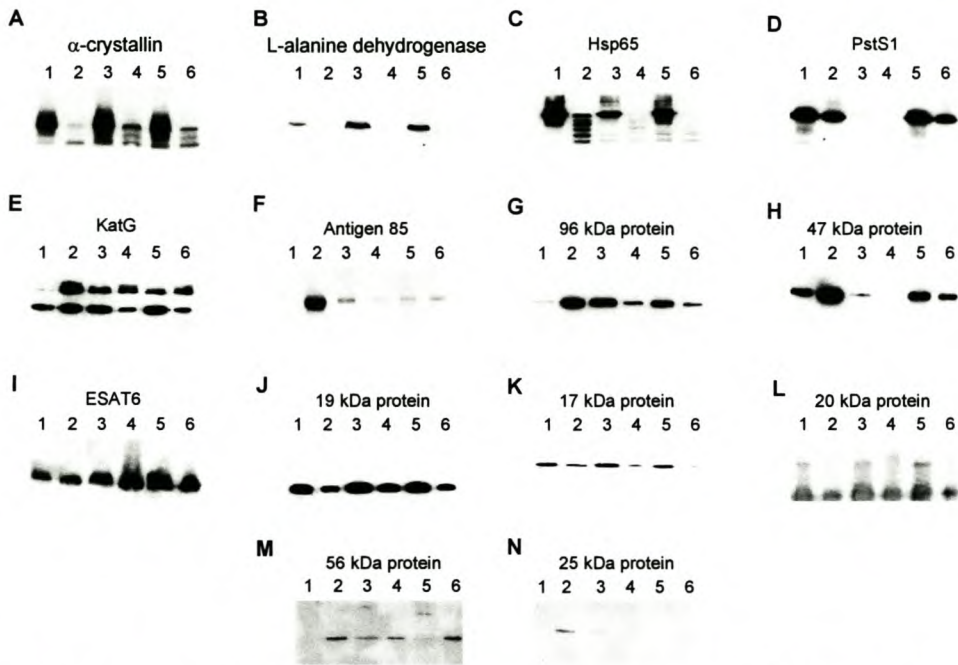 A
α-crystallin
1 2 3 4 5 6
B
L-alanine dehydrogenase
1 2 3 4 5 6
C
Hsp65
1 2 3 4 5 6
D
PstS1
1 2 3 4 5 6
E
KatG
1 2 3 4 5 6
F
Antigen 85
1 2 3 4 5 6
G
96 kDa protein
1 2 3 4 5 6
H
47 kDa protein
1 2 3 4 5 6
I
ESAT6
1 2 3 4 5 6
J
19 kDa protein
1 2 3 4 5 6
K
17 kDa protein
1 2 3 4 5 6
L
20 kDa protein
1 2 3 4 5 6
M
56 kDa protein
1 2 3 4 5 6
N
25 kDa protein
1 2 3 4 5 6